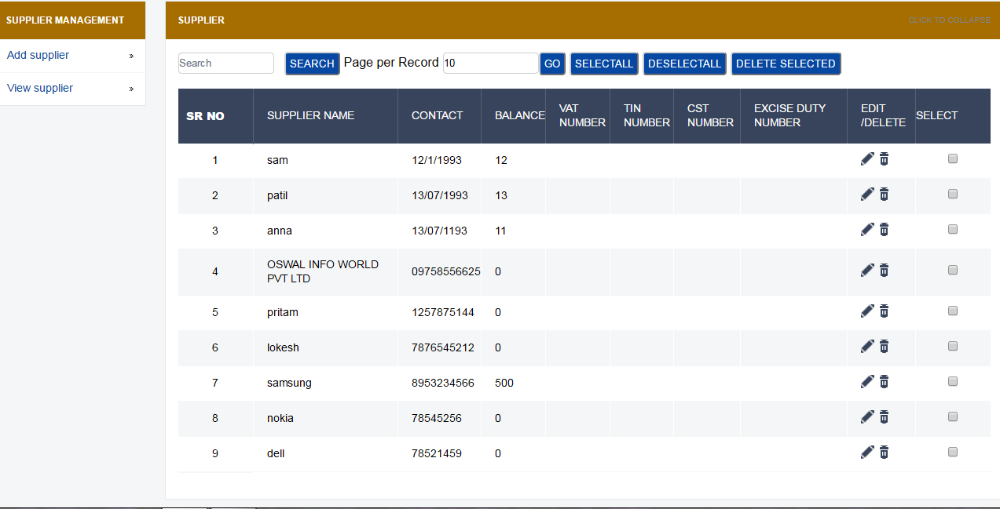 SUPPLIER MANAGEMENT
Add supplier »
View supplier »
SUPPLIER CLICK TO COLLAPSE
Search SEARCH Page per Record 10 GO SELECTALL DESELECTALL DELETE SELECTED
SR NO SUPPLIER NAME CONTACT BALANCE VAT NUMBER TIN NUMBER CST NUMBER EXCISE DUTY NUMBER EDIT /DELETE SELECT
1 sam 12/1/1993 12
2 patil 13/07/1993 13
3 anna 13/07/1193 11
4 OSWAL INFO WORLD PVT LTD 09758556625 0
5 pritam 1257875144 0
6 lokesh 7876545212 0
7 samsung 8953234566 500
8 nokia 78545256 0
9 dell 78521459 0